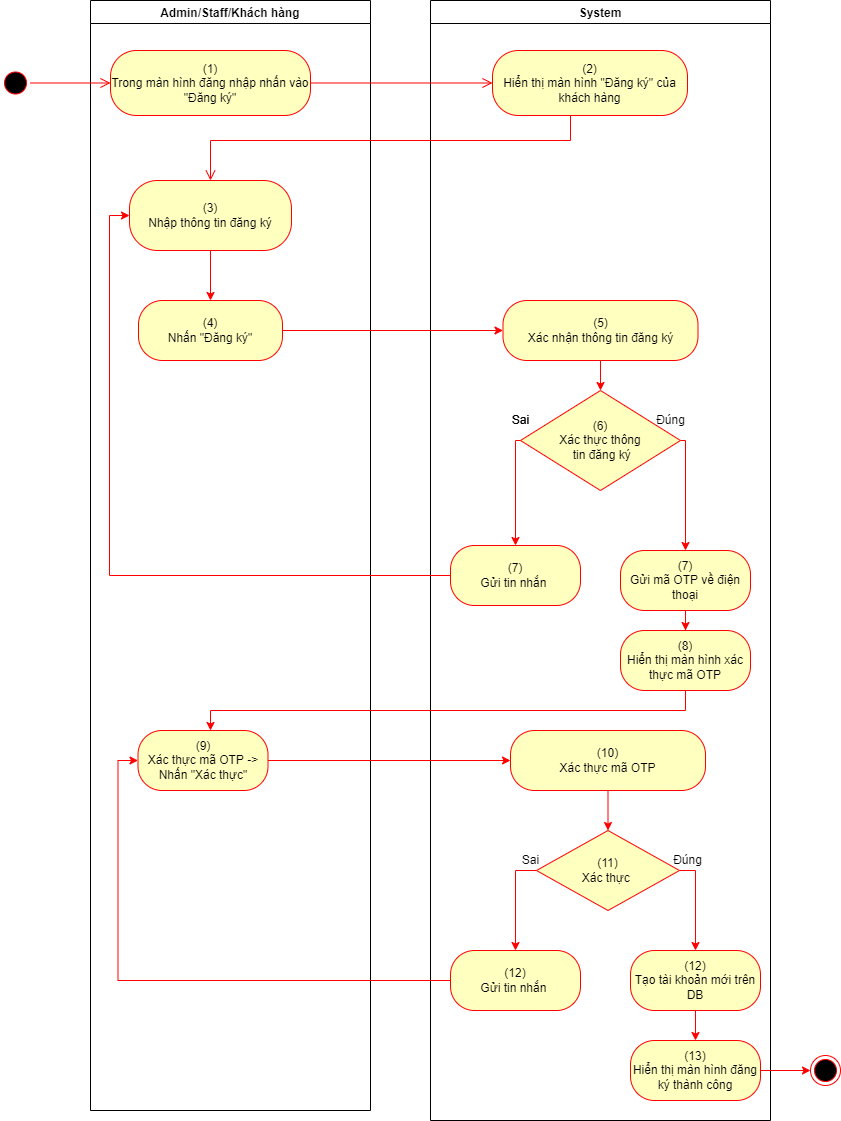 Admin/Staff/Khách hàng
System
(1)
Trong màn hình đăng nhập nhấn vào
"Đăng ký"
(2)
Hiển thị màn hình "Đăng ký" của
khách hàng
(3)
Nhập thông tin đăng ký
(4)
Nhấn "Đăng ký"
(5)
Xác nhận thông tin đăng ký
Sai
Đúng
(6)
Xác thực thông
tin đăng ký
(7)
Gửi tin nhắn
(7)
Gửi mã OTP về điện
thoại
(8)
Hiển thị màn hình xác
thực mã OTP
(9)
Xác thực mã OTP ->
Nhấn "Xác thực"
(10)
Xác thực mã OTP
Sai
Đúng
(11)
Xác thực
(12)
Gửi tin nhắn
(12)
Tạo tài khoản mới trên
DB
(13)
Hiển thị màn hình đăng
ký thành công